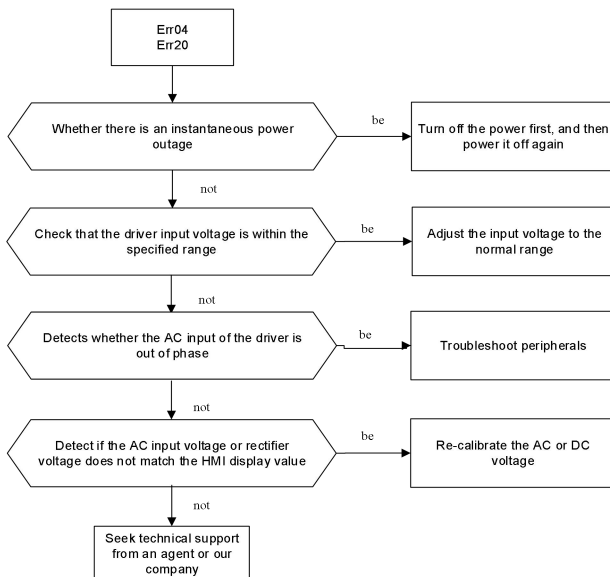 Err04
Err20
Whether there is an instantaneous power
outage
be
Turn off the power first, and then
power it off again
not
Check that the driver input voltage is within the
specified range
be
Adjust the input voltage to the
normal range
not
Detects whether the AC input of the driver is
out of phase
be
Troubleshoot peripherals
not
Detect if the AC input voltage or rectifier
voltage does not match the HMI display value
be
Re-calibrate the AC or DC
voltage
not
Seek technical support
from an agent or our
company